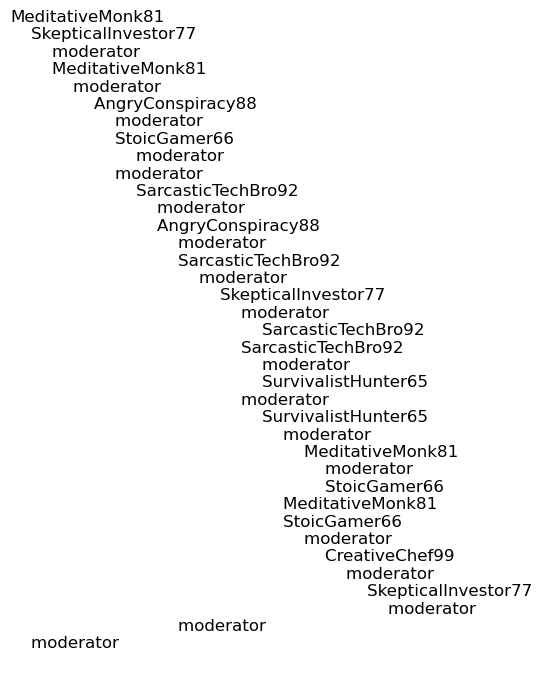 MeditativeMonk81
SkepticalInvestor77
moderator
MeditativeMonk81
moderator
AngryConspiracy88
moderator
StoicGamer66
moderator
moderator
SarcasticTechBro92
moderator
AngryConspiracy88
moderator
SarcasticTechBro92
moderator
SkepticalInvestor77
moderator
SarcasticTechBro92
SarcasticTechBro92
moderator
SurvivalistHunter65
moderator
SurvivalistHunter65
moderator
MeditativeMonk81
moderator
StoicGamer66
MeditativeMonk81
StoicGamer66
moderator
CreativeChef99
moderator
SkepticalInvestor77
moderator
moderator
moderator